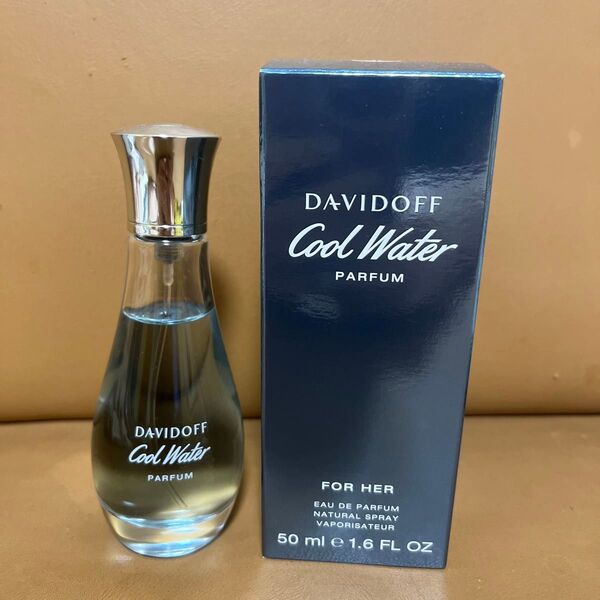 DAVIDOFF
Cool Water
PARFUM
DAVIDOFF
Cool Water
PARFUM
FOR HER
EAU DE PARFUM
NATURAL SPRAY
VAPORISATEUR
50 ml e 1.6 FL OZ